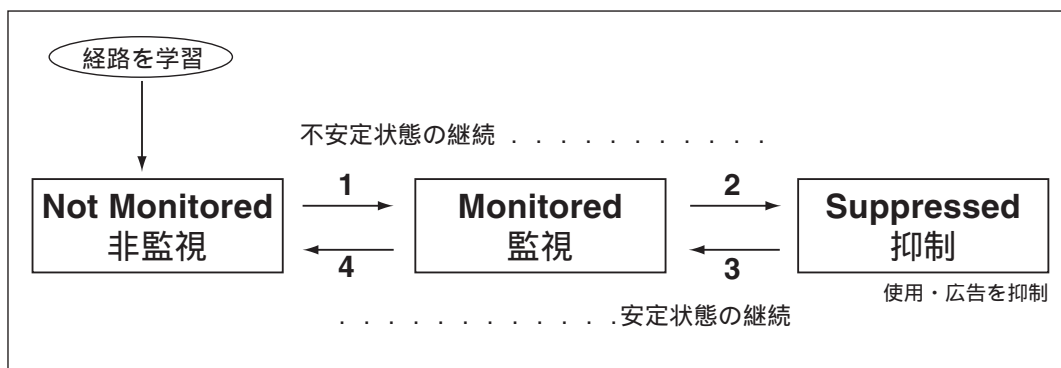 経路を学習
不安定状態の継続 . . . . . . . . . . .
1
2
Not Monitored
非監視
Monitored
監視
Suppressed
抑制
4
3
使用・広告を抑制
. . . . . . . . . . . .安定状態の継続